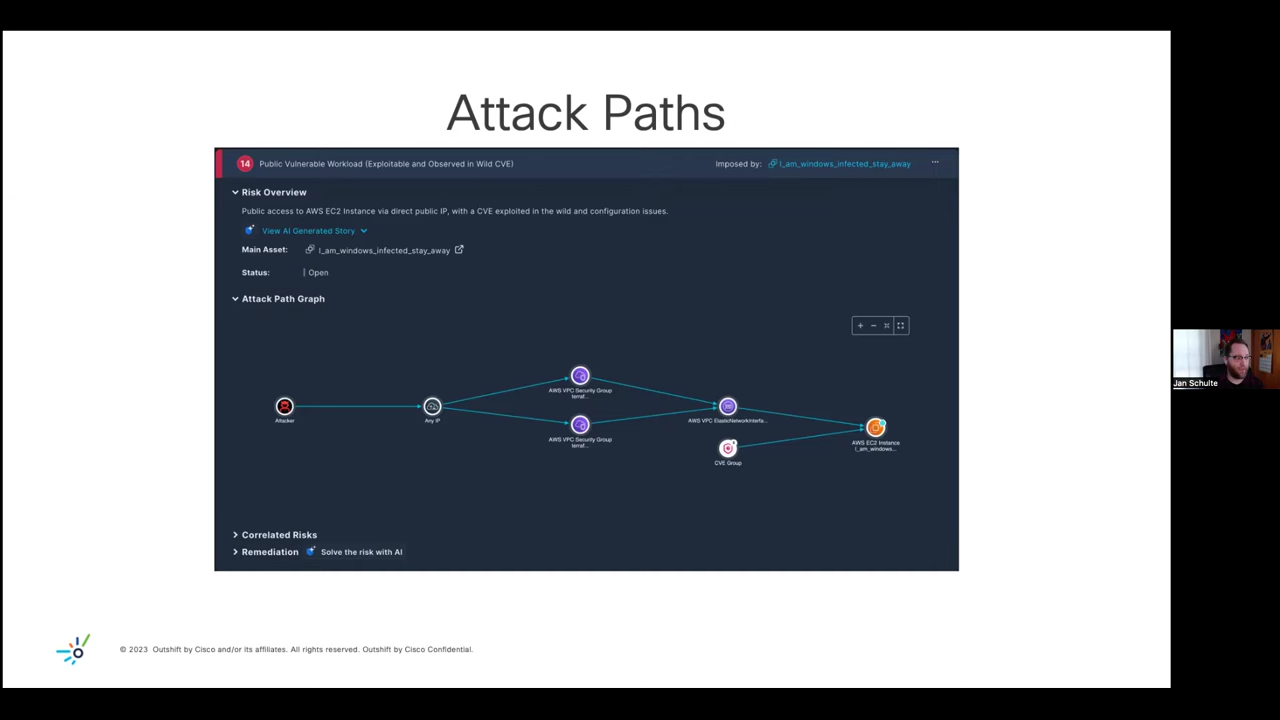 Attack Paths
14 Public Vulnerable Workload (Exploitable and Observed in Wild CVE) Imposed by: I_am_windows_infected_stay_away ...
Risk Overview
Public access to AWS EC2 Instance via direct public IP, with a CVE exploited in the wild and configuration issues.
View AI Generated Story
Main Asset: I_am_windows_infected_stay_away
Status: Open
Attack Path Graph
Attacker
Any IP
AWS VPC Security Group
terraf...
AWS VPC Security Group
terraf...
AWS VPC ElasticNetworkInterfa...
CVE Group
AWS EC2 Instance
I_am_windows...
Correlated Risks
Remediation Solve the risk with AI
© 2023 Outshift by Cisco and/or its affiliates. All rights reserved. Outshift by Cisco Confidential.
Jan Schulte